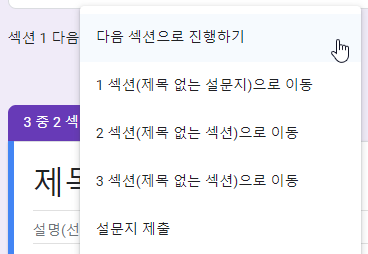 다음 섹션으로 진행하기
섹션 1 다음
1 섹션(제목 없는 설문지)으로 이동
3 중 2 섹
2 섹션(제목 없는 섹션)으로 이동
제목
3 섹션(제목 없는 섹션)으로 이동
설명(선
설문지 제출